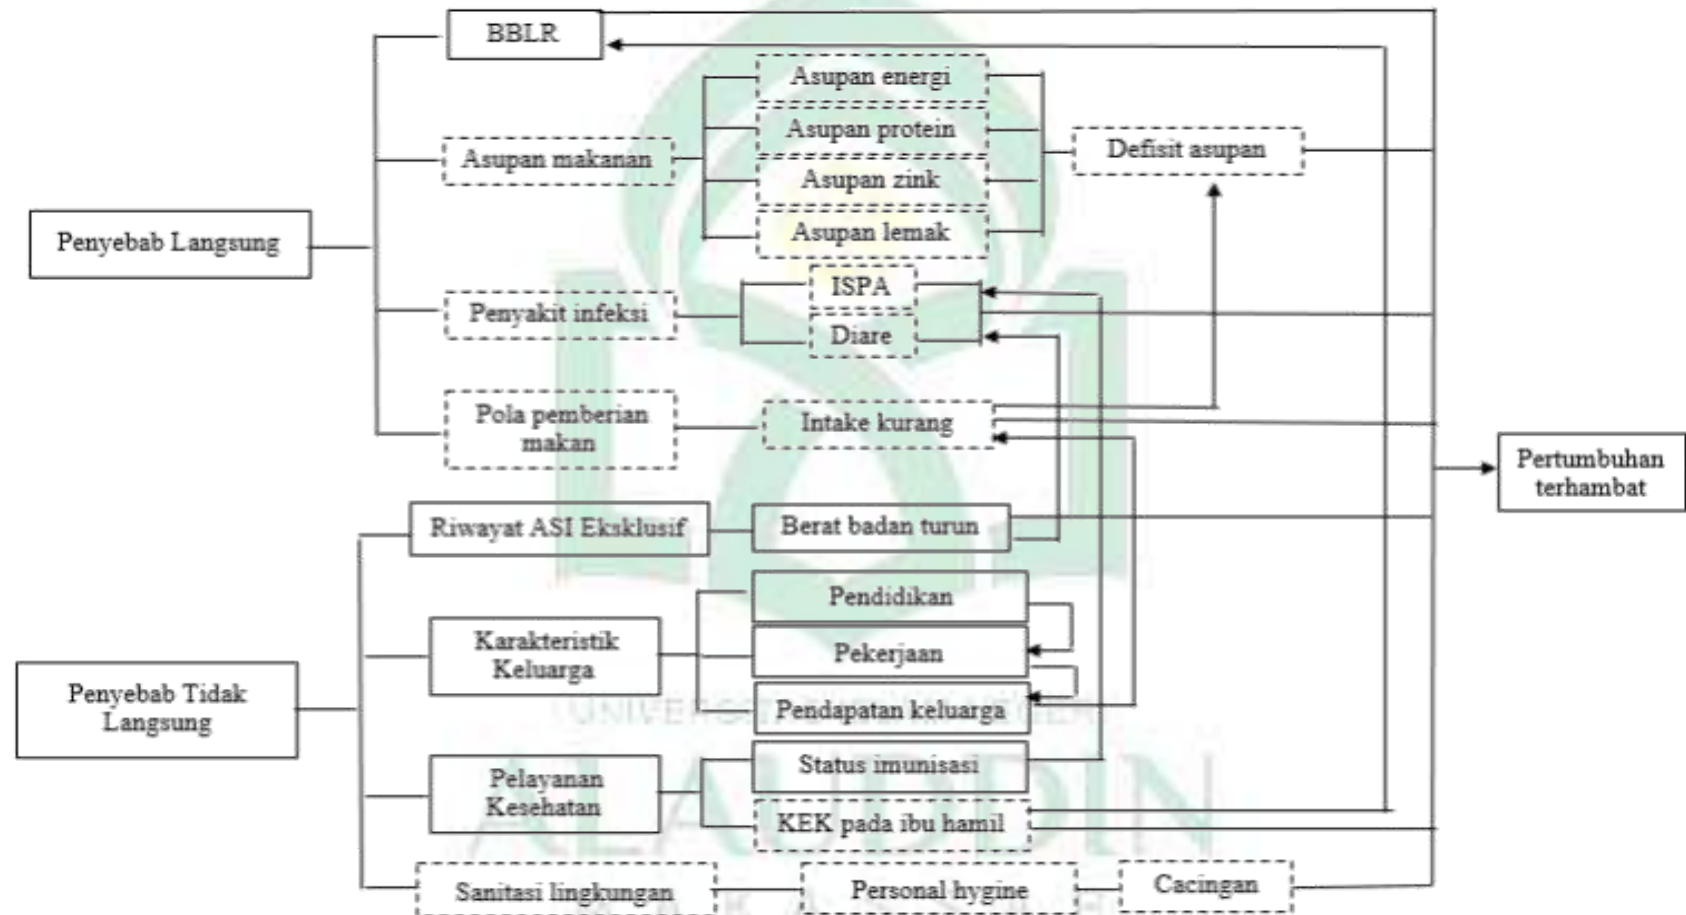 BBLR
Asupan energi
Asupan protein
Asupan makanan
Defisit asupan
Asupan zink
Asupan lemak
Penyebab Langsung
ISPA
Penyakit infeksi
Diare
Pola pemberian
makan
Intake kurang
Pertumbuhan
terhambat
Riwayat ASI Eksklusif
Berat badan turun
Pendidikan
Karakteristik
Keluarga
Pekerjaan
Penyebab Tidak
Langsung
Pendapatan keluarga
Status imunisasi
Pelayanan
Kesehatan
KEK pada ibu hamil
Sanitasi lingkungan
Personal hygine
Cacingan
ALAUDDIN